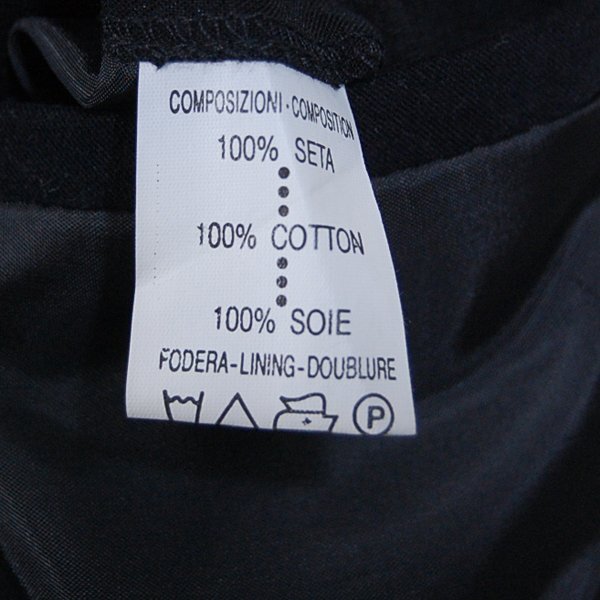 COMPOSIZIONI-COMPOSITION
100% SETA
100% COTTON
100% SOIE
FODERA-LINING-DOUBLURE
P